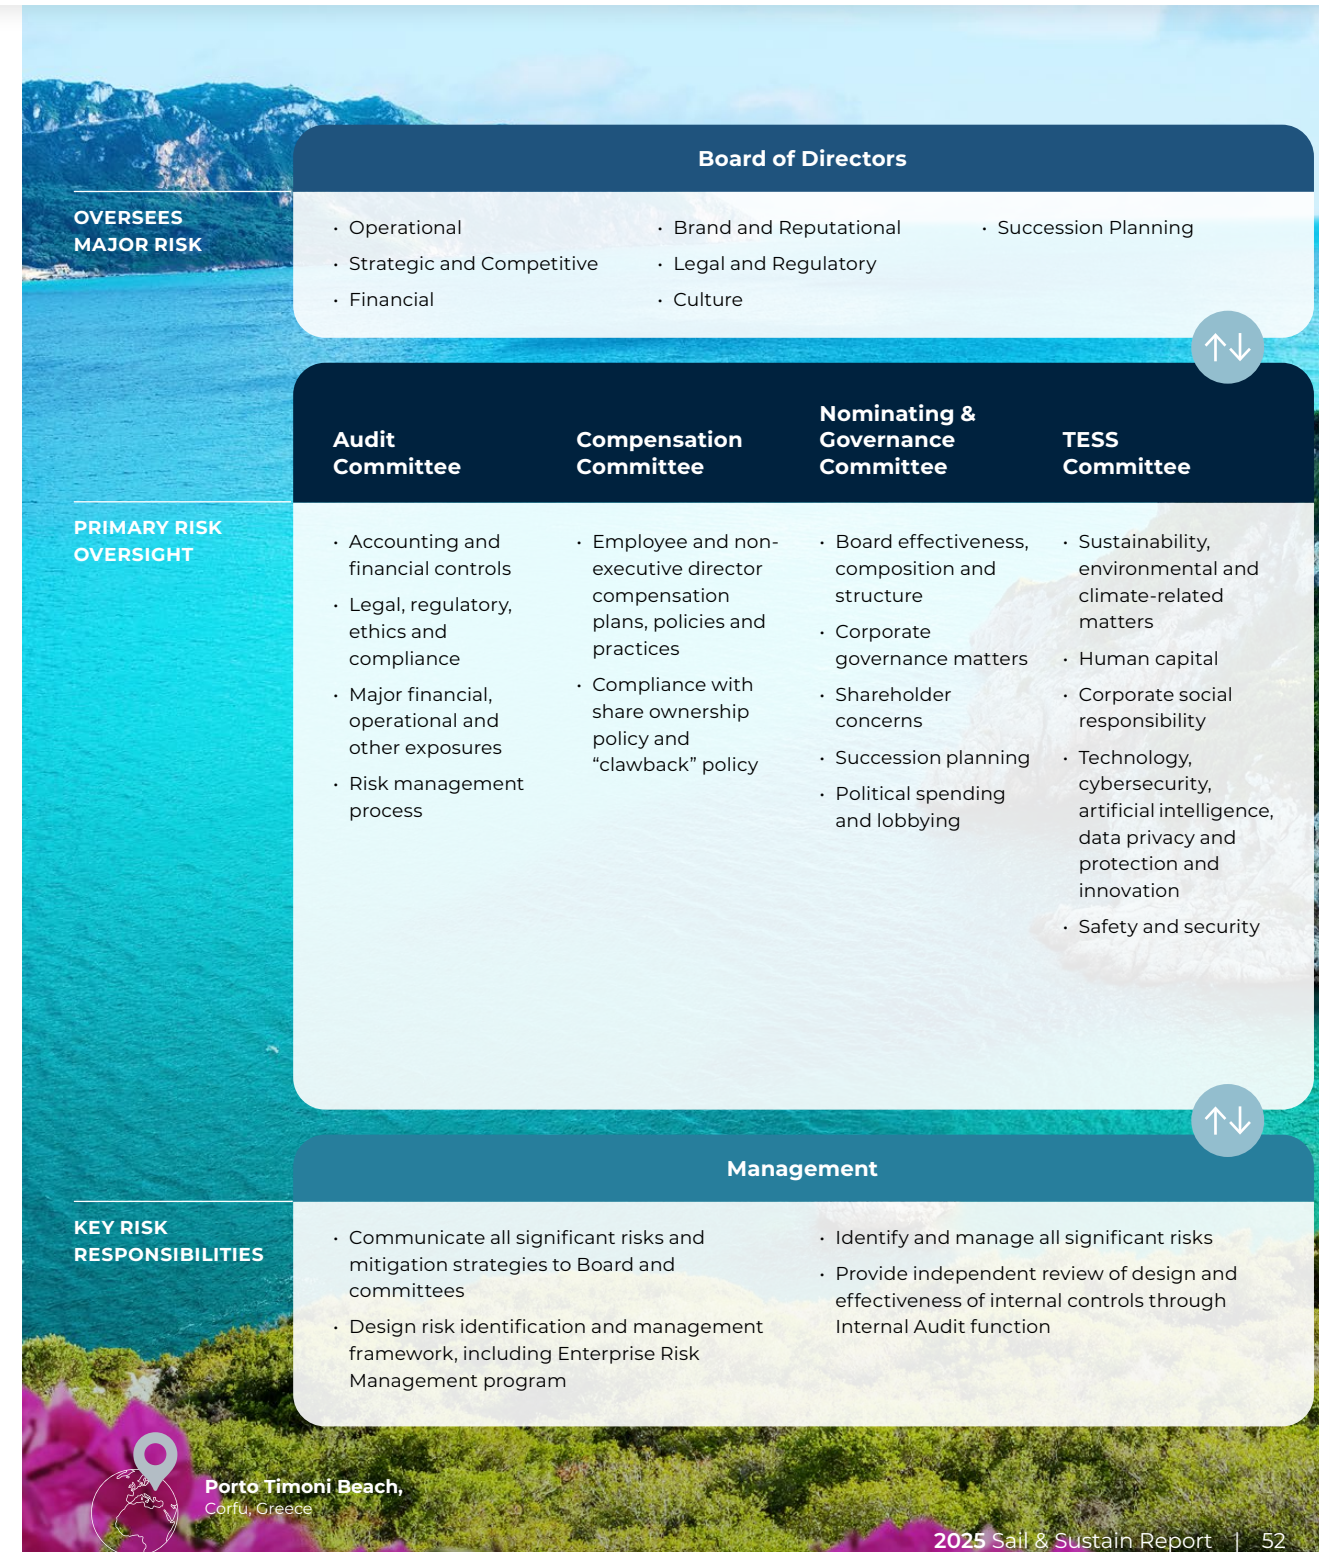 Board of Directors
OVERSEES
MAJOR RISK
· Operational
· Strategic and Competitive
· Financial
· Brand and Reputational
· Legal and Regulatory
· Culture
· Succession Planning
Audit
Committee
Compensation
Committee
Nominating &
Governance
Committee
TESS
Committee
PRIMARY RISK
OVERSIGHT
· Accounting and
financial controls
· Legal, regulatory,
ethics and
compliance
· Major financial,
operational and
other exposures
· Risk management
process
· Employee and non-
executive director
compensation
plans, policies and
practices
· Compliance with
share ownership
policy and
“clawback” policy
· Board effectiveness,
composition and
structure
· Corporate
governance matters
· Shareholder
concerns
· Succession planning
· Political spending
and lobbying
· Sustainability,
environmental and
climate-related
matters
· Human capital
· Corporate social
responsibility
· Technology,
cybersecurity,
artificial intelligence,
data privacy and
protection and
innovation
· Safety and security
Management
KEY RISK
RESPONSIBILITIES
· Communicate all significant risks and
mitigation strategies to Board and
committees
· Design risk identification and management
framework, including Enterprise Risk
Management program
· Identify and manage all significant risks
· Provide independent review of design and
effectiveness of internal controls through
Internal Audit function
Porto Timoni Beach,
Corfu, Greece
2025 Sail & Sustain Report | 52